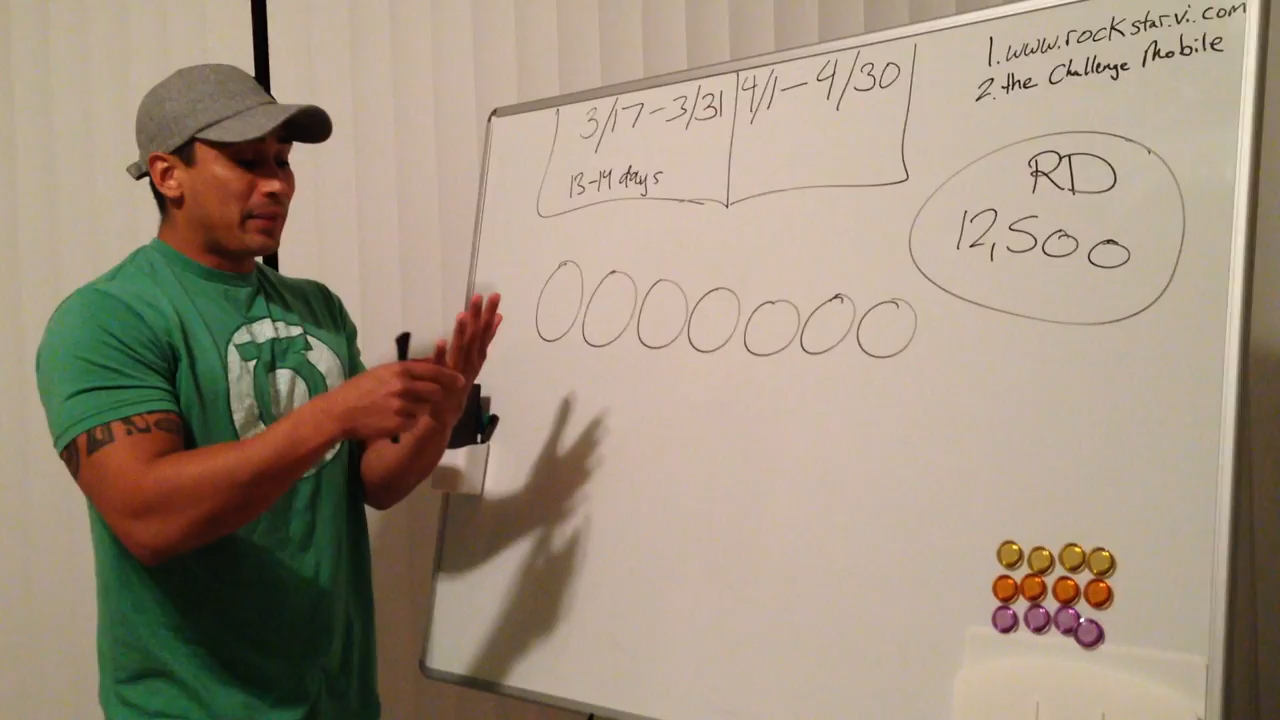 3/17-3/31
4/1-4/30
13-14 days
1. www.rockstar.vi.com
2. the Challenge Mobile
RD
12,500